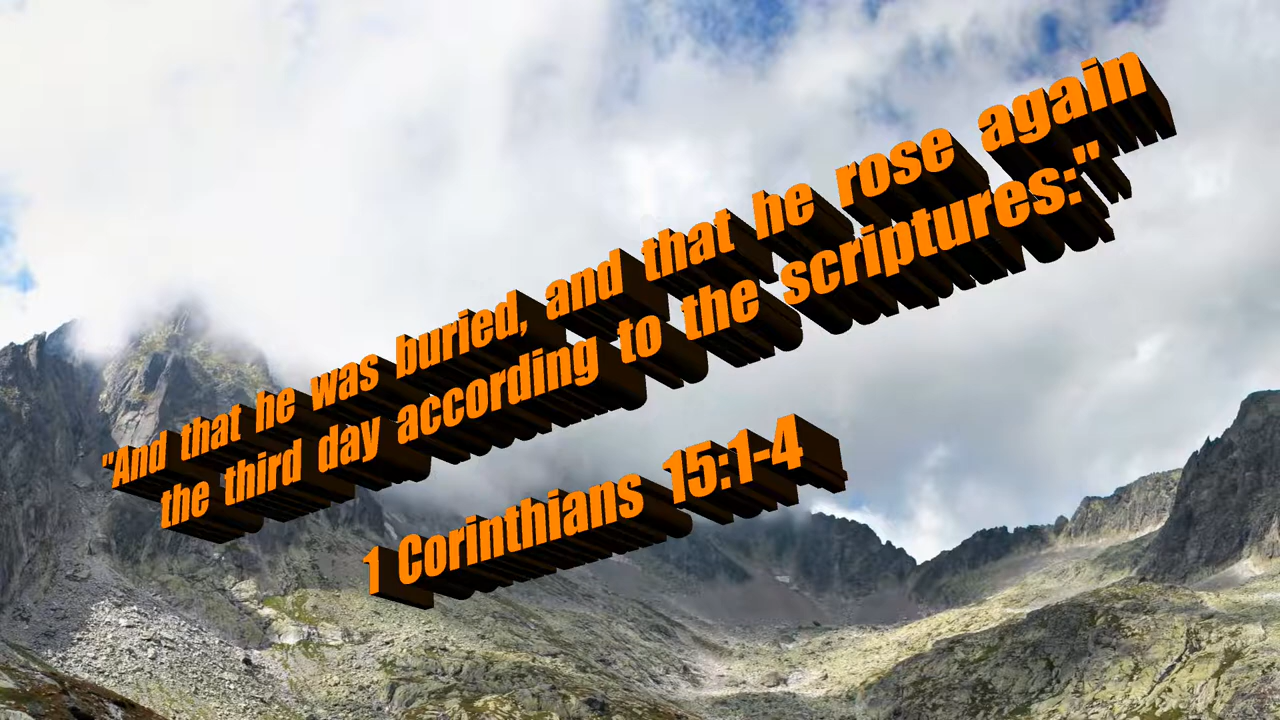 "And that he was buried, and that he rose again
the third day according to the scriptures:"
1 Corinthians 15:1-4